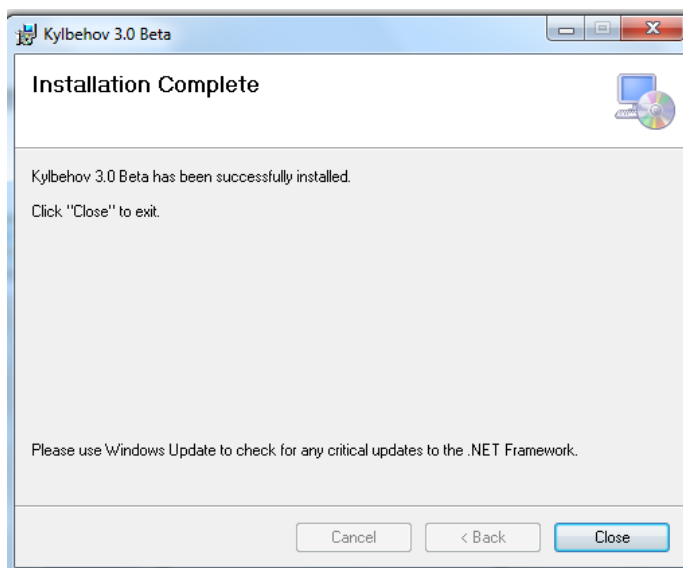 Kylbehov 3.0 Beta
Installation Complete
Kylbehov 3.0 Beta has been successfully installed.
Click "Close" to exit.
Please use Windows Update to check for any critical updates to the .NET Framework.
Cancel
< Back
Close